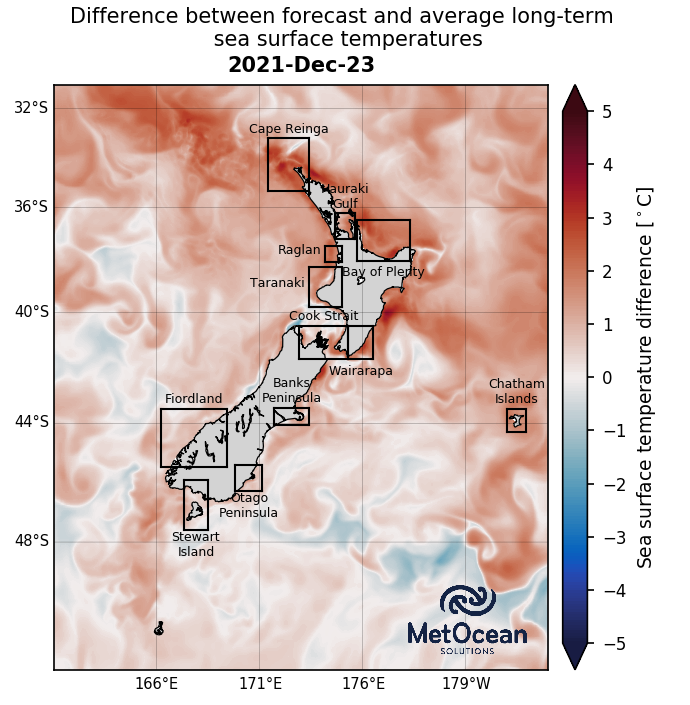 Difference between forecast and average long-term
sea surface temperatures
2021-Dec-23
32°S
36°S
40°S
44°S
48°S
166°E
171°E
176°E
179°W
Cape Reinga
Hauraki
Gulf
Raglan
Bay of Plenty
Taranaki
Cook Strait
Wairarapa
Banks
Peninsula
Fiordland
Chatham
Islands
Otago
Peninsula
Stewart
Island
MetOcean
SOLUTIONS
5
4
3
2
1
0
−1
−2
−3
−4
−5
Sea surface temperature difference [°C]